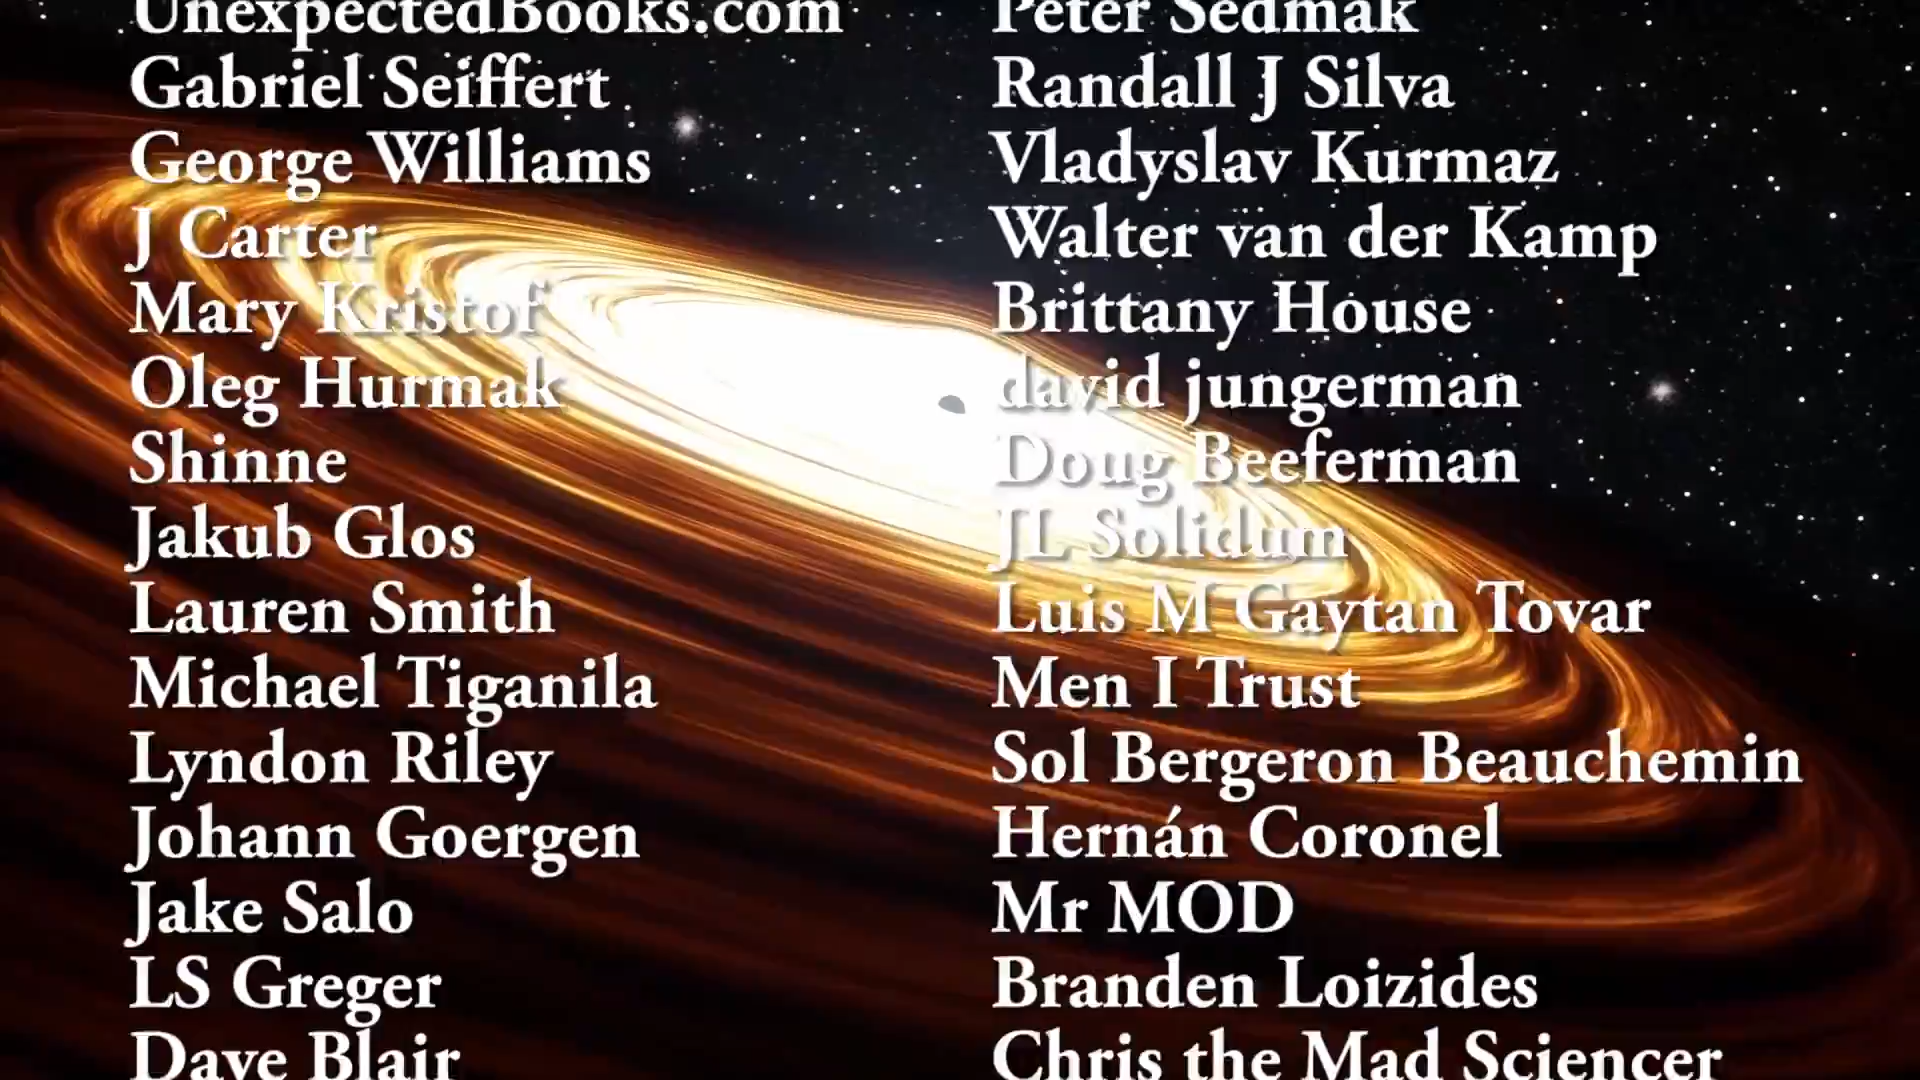 UnexpectedBooks.com
Gabriel Seiffert
George Williams
J Carter
Mary Kristof
Oleg Hurmak
Shinne
Jakub Glos
Lauren Smith
Michael Tiganila
Lyndon Riley
Johann Goergen
Jake Salo
LS Greger
Dave Blair
Peter Sedmak
Randall J Silva
Vladyslav Kurmaz
Walter van der Kamp
Brittany House
david jungerman
Doug Beeferman
JL Solidum
Luis M Gaytan Tovar
Men I Trust
Sol Bergeron Beauchemin
Hernán Coronel
Mr MOD
Branden Loizides
Chris the Mad Sciencer